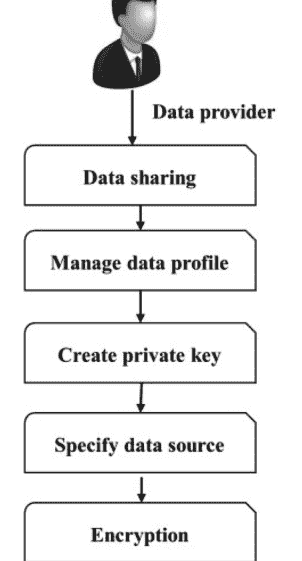 Data provider
Data sharing
Manage data profile
Create private key
Specify data source
Encryption